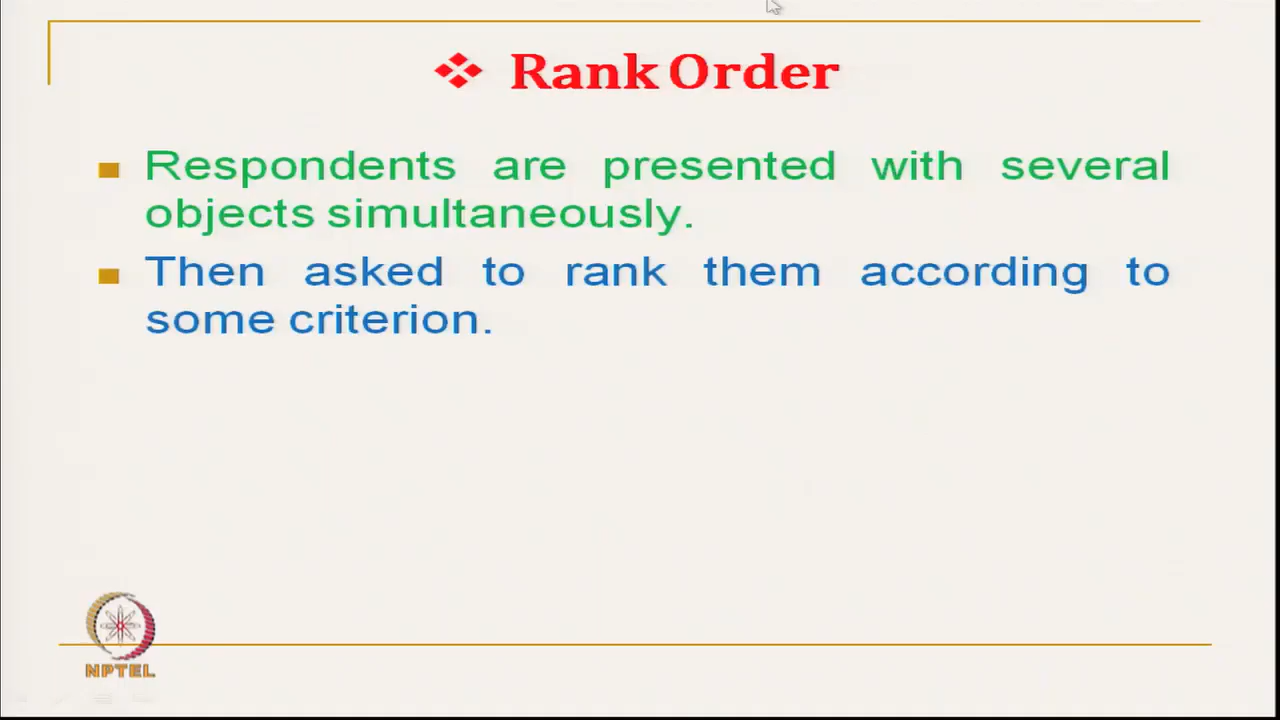 Rank Order
Respondents are presented with several
objects simultaneously.
Then asked to rank them according to
some criterion.
NPTEL